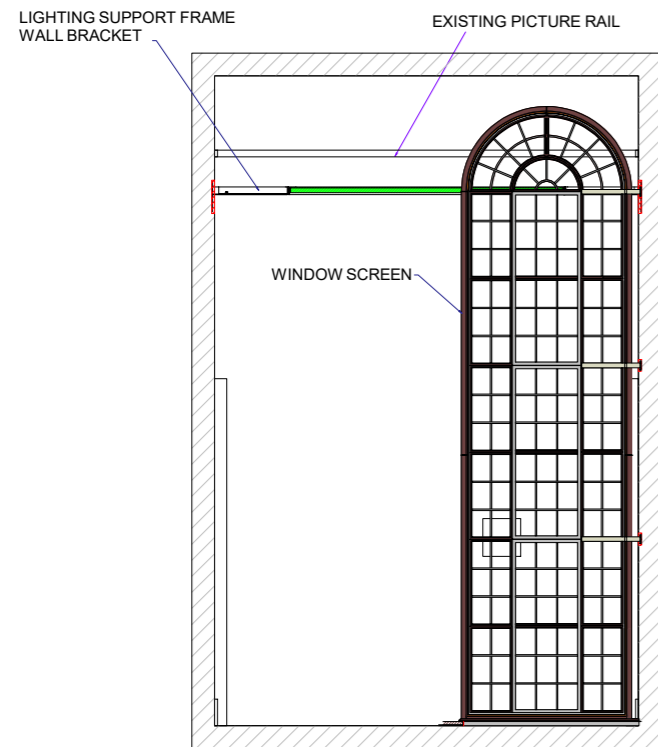 LIGHTING SUPPORT FRAME
WALL BRACKET
EXISTING PICTURE RAIL
WINDOW SCREEN